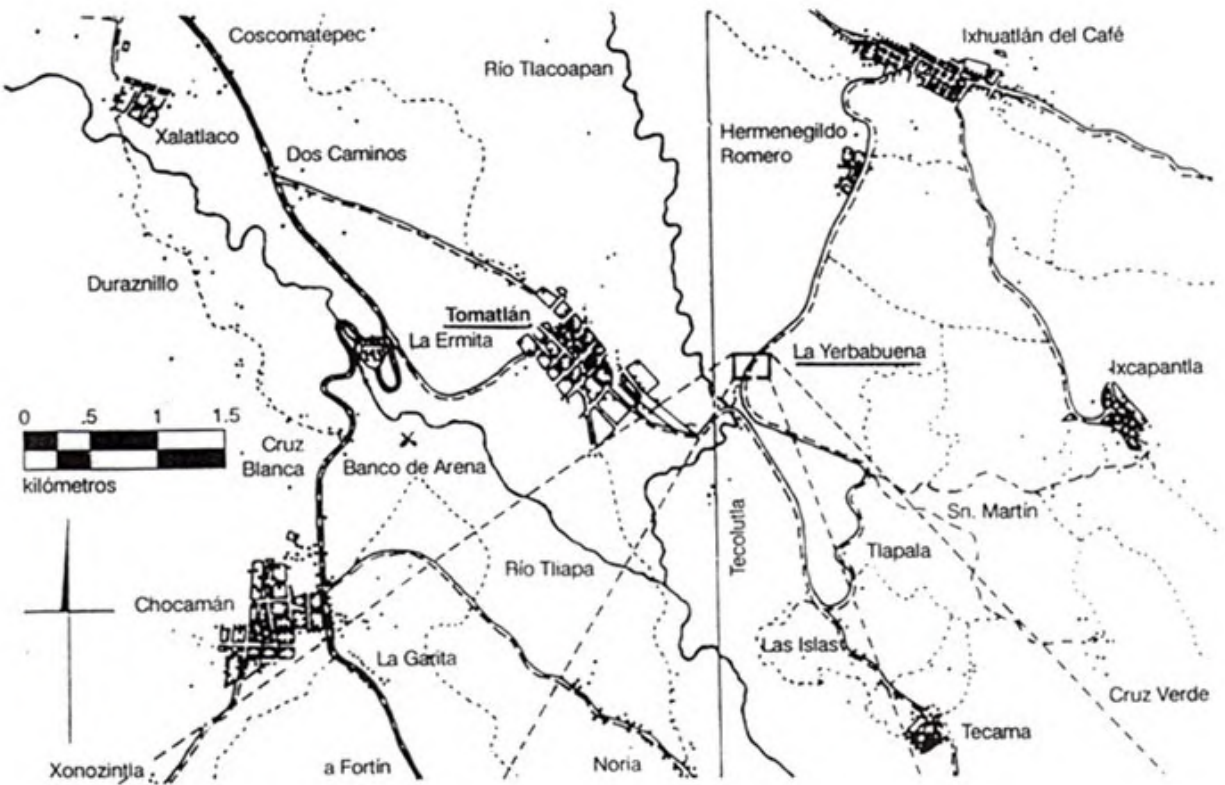 Coscomatepec
Ixhuatlán del Café
Río Tlacoapan
Xalatlaco
Hermenegildo
Romero
Dos Caminos
Duraznillo
Tomatlán
La Ermita
La Yerbabuena
Ixcapantla
0 .5 1 1.5
kilómetros
Cruz
Blanca
Banco de Arena
Sn. Martín
Tecolutla
Tlapala
Río Tliapa
Chocamán
Las Islas
La Garita
Cruz Verde
Tecama
Xonozintla
a Fortín
Noria